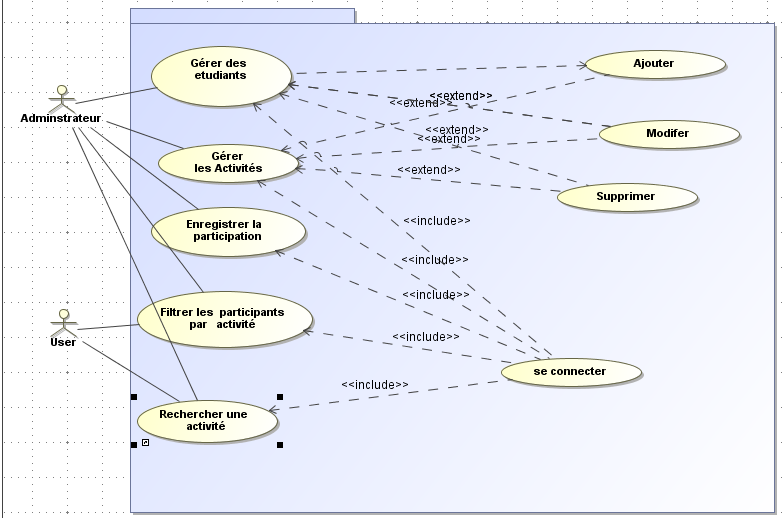 Gérer des
etudiants
Ajouter
<<extend>>
<<extend>>
Adminstrateur
<<extend>>
<<extend>>
Modifer
Gérer
les Activités
<<extend>>
Supprimer
Enregistrer la
participation
<<include>>
<<include>>
<<include>>
Filtrer les participants
par activité
<<include>>
User
se connecter
<<include>>
Rechercher une
activité